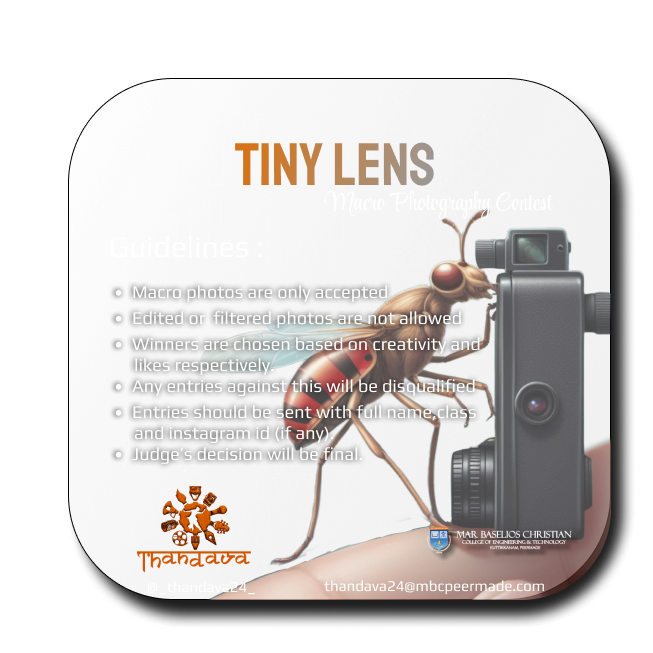 TINY LENS
Macro Photography Contest
Guidelines :
• Macro photos are only accepted
• Edited or filtered photos are not allowed
• Winners are chosen based on creativity and
likes respectively.
• Any entries against this will be disqualified
• Entries should be sent with full name,class
and instagram id (if any).
• Judge's decision will be final.
Thandava
MAR BASELIOS CHRISTIAN
COLLEGE OF ENGINEERING & TECHNOLOGY
KUTTIKKANAM, PEERMADE
@_thandava24_
thandava24@mbcpeermade.com